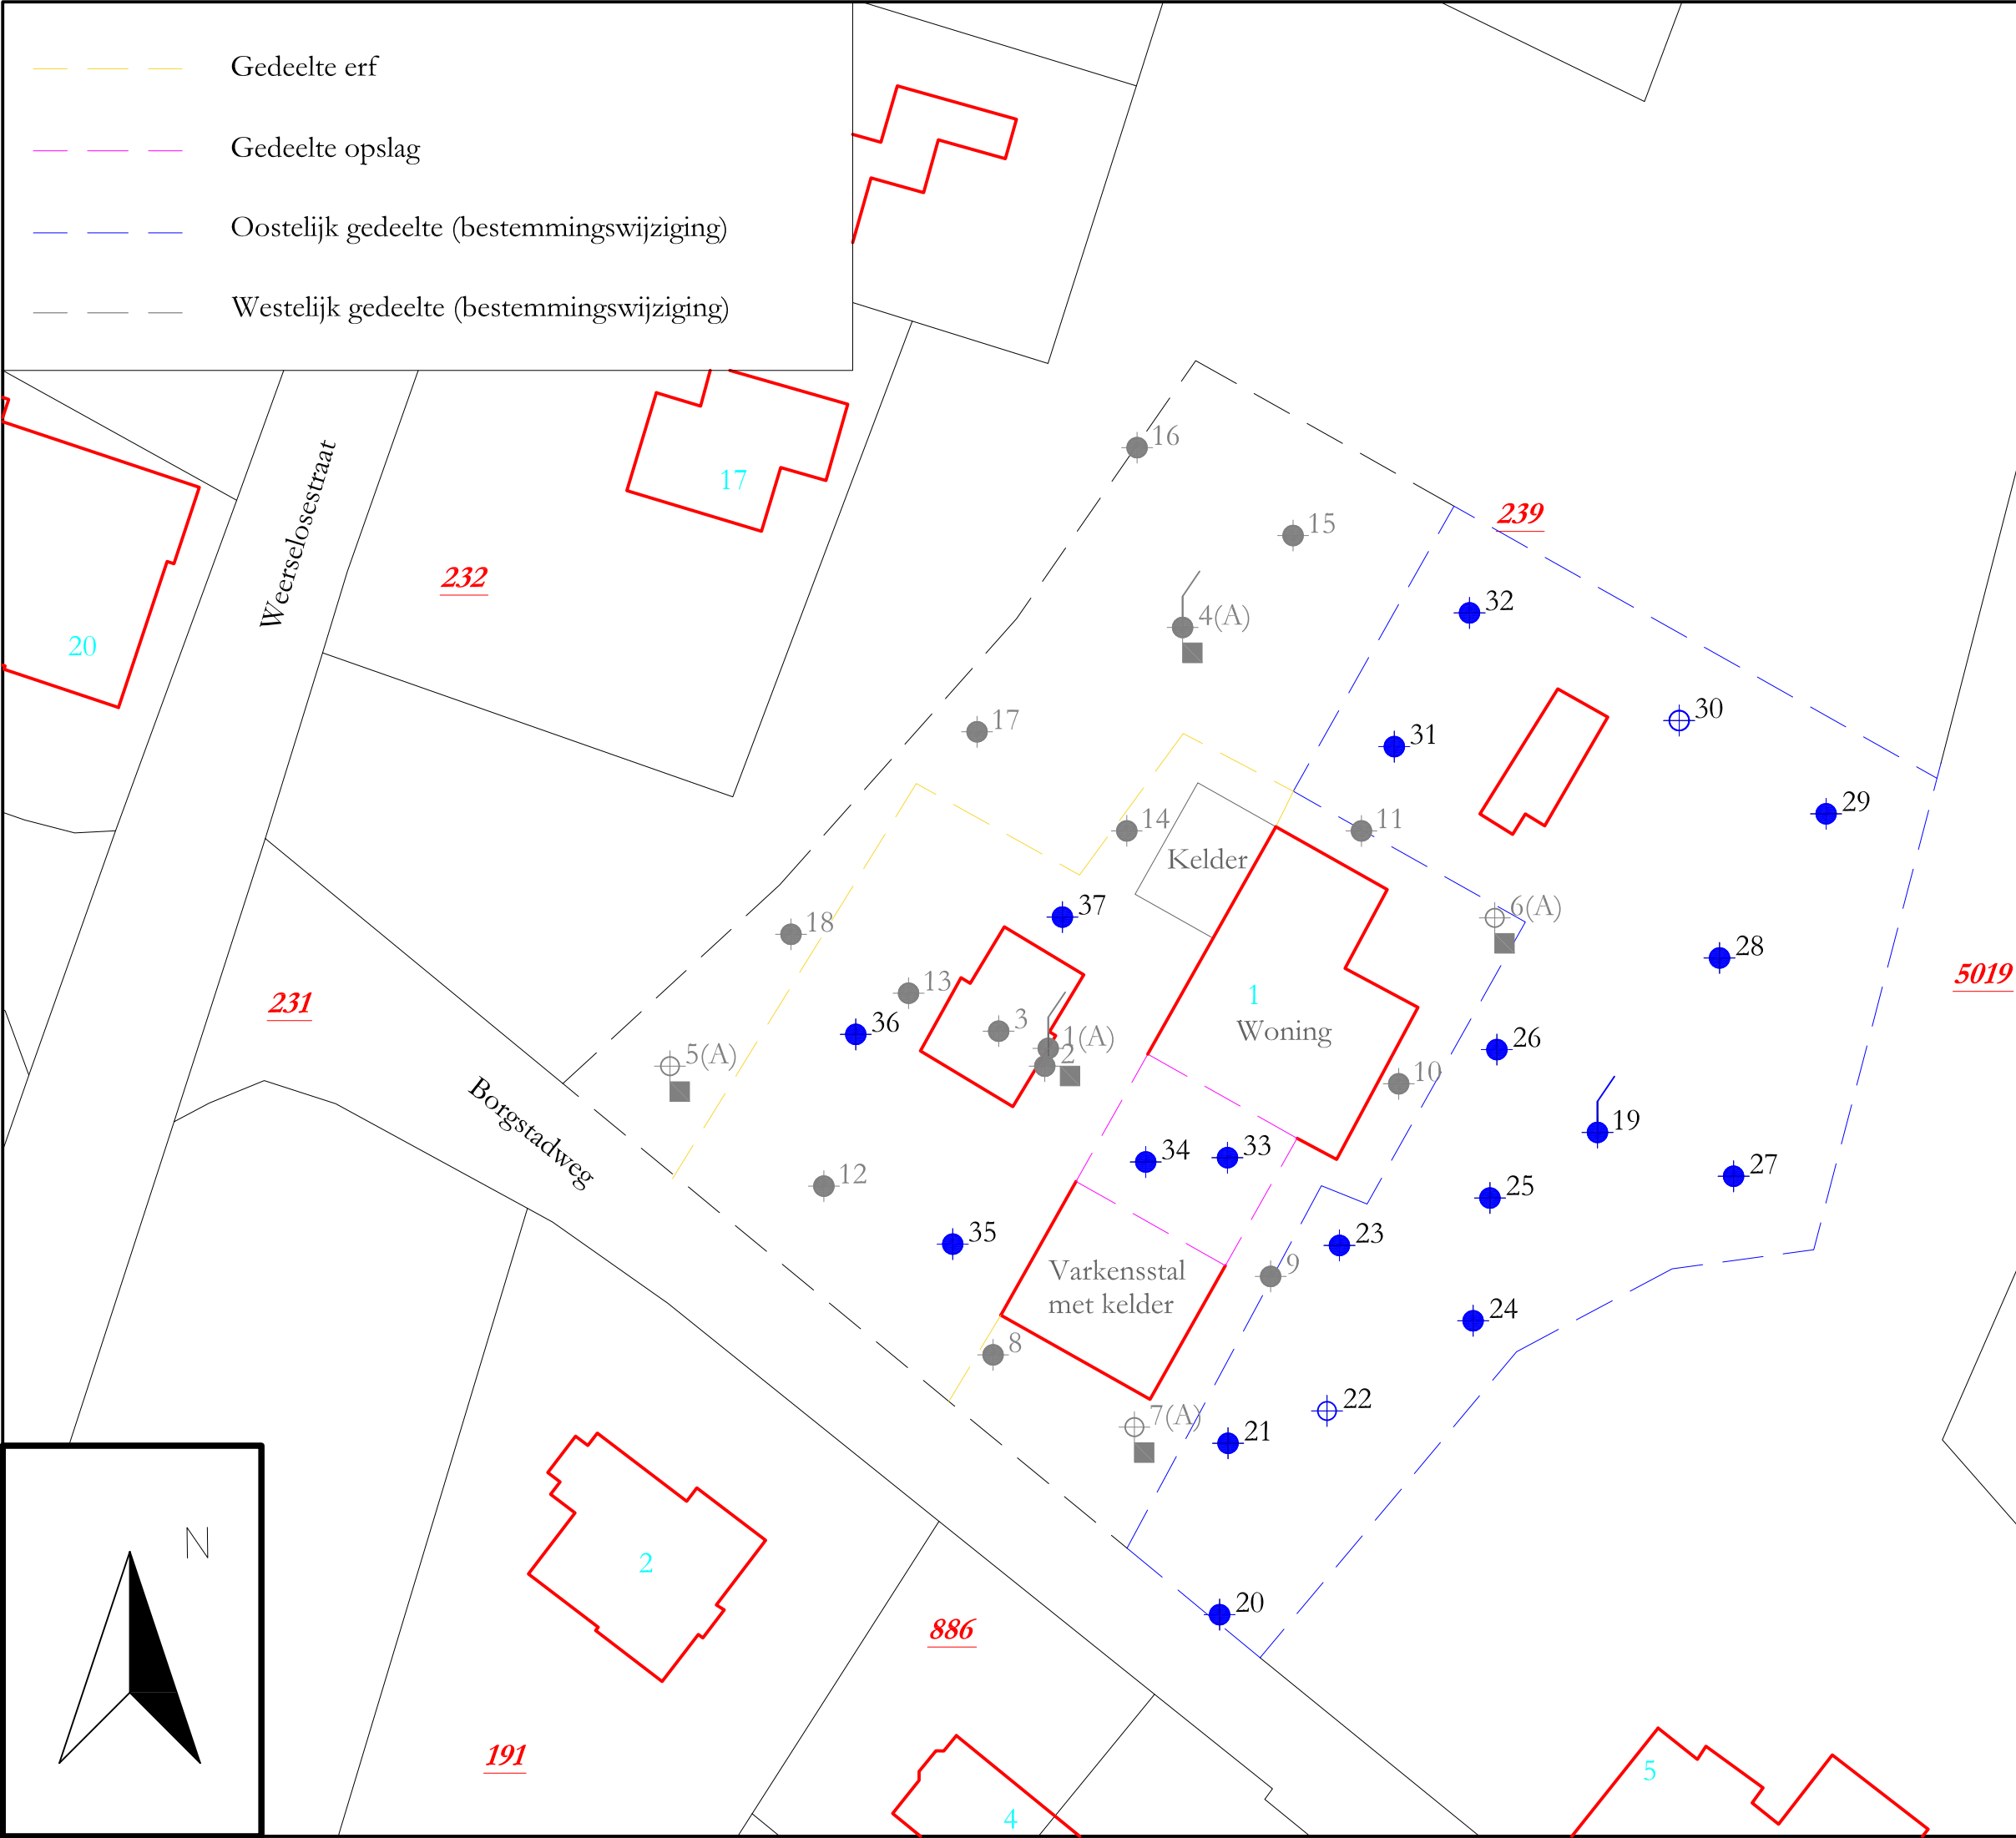 Gedeelte erf
Gedeelte opslag
Oostelijk gedeelte (bestemmingswijziging)
Westelijk gedeelte (bestemmingswijziging)
16
17
239
15
Weerselosestraat
232
32
4(A)
20
30
17
31
29
14
11
Kelder
37
6(A)
18
28
5019
13
1
231
36
3
Woning
1(A)
26
5(A)
2
10
Borgstadweg
19
34
33
27
12
25
35
23
Varkensstal
9
met kelder
24
8
22
7(A)
21
N
2
20
886
191
5
4